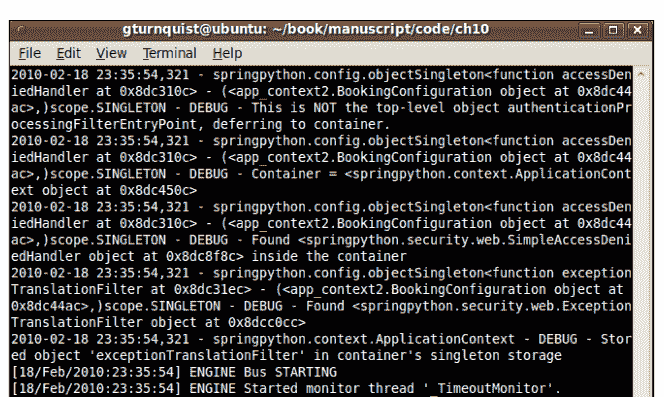 gturnquist@ubuntu: ~/book/manuscript/code/ch10
File Edit View Terminal Help
2010-02-18 23:35:54,321 - springpython.config.objectSingleton<function accessDen
iedHandler at 0x8dc310c> - (<app_context2.BookingConfiguration object at 0x8dc44
ac>,)scope.SINGLETON - DEBUG - This is NOT the top-level object authenticationPr
ocessingFilterEntryPoint, deferring to container.
2010-02-18 23:35:54,321 - springpython.config.objectSingleton<function accessDen
iedHandler at 0x8dc310c> - (<app_context2.BookingConfiguration object at 0x8dc44
ac>,)scope.SINGLETON - DEBUG - Container = <springpython.context.ApplicationCont
ext object at 0x8dc450c>
2010-02-18 23:35:54,321 - springpython.config.objectSingleton<function accessDen
iedHandler at 0x8dc310c> - (<app_context2.BookingConfiguration object at 0x8dc44
ac>,)scope.SINGLETON - DEBUG - Found <springpython.security.web.SimpleAccessDeni
edHandler object at 0x8dc8f8c> inside the container
2010-02-18 23:35:54,321 - springpython.config.objectSingleton<function exception
TranslationFilter at 0x8dc31ec> - (<app_context2.BookingConfiguration object at
0x8dc44ac>,)scope.SINGLETON - DEBUG - Found <springpython.security.web.Exception
TranslationFilter object at 0x8dcc0cc>
2010-02-18 23:35:54,321 - springpython.context.ApplicationContext - DEBUG - Stor
ed object 'exceptionTranslationFilter' in container's singleton storage
[18/Feb/2010:23:35:54] ENGINE Bus STARTING
[18/Feb/2010:23:35:54] ENGINE Started monitor thread '_TimeoutMonitor'.